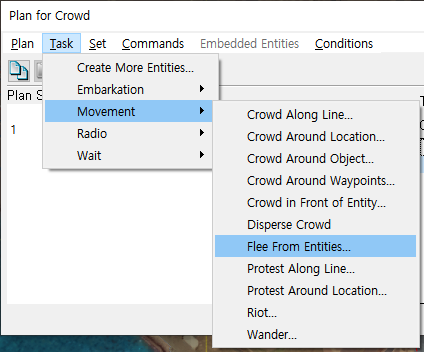 Plan for Crowd
Plan Task Set Commands Embedded Entities Conditions
Create More Entities...
Embarkation
Movement
Radio
Wait
Plan S
1
Crowd Along Line...
Crowd Around Location...
Crowd Around Object...
Crowd Around Waypoints...
Crowd in Front of Entity...
Disperse Crowd
Flee From Entities...
Protest Along Line...
Protest Around Location...
Riot...
Wander...